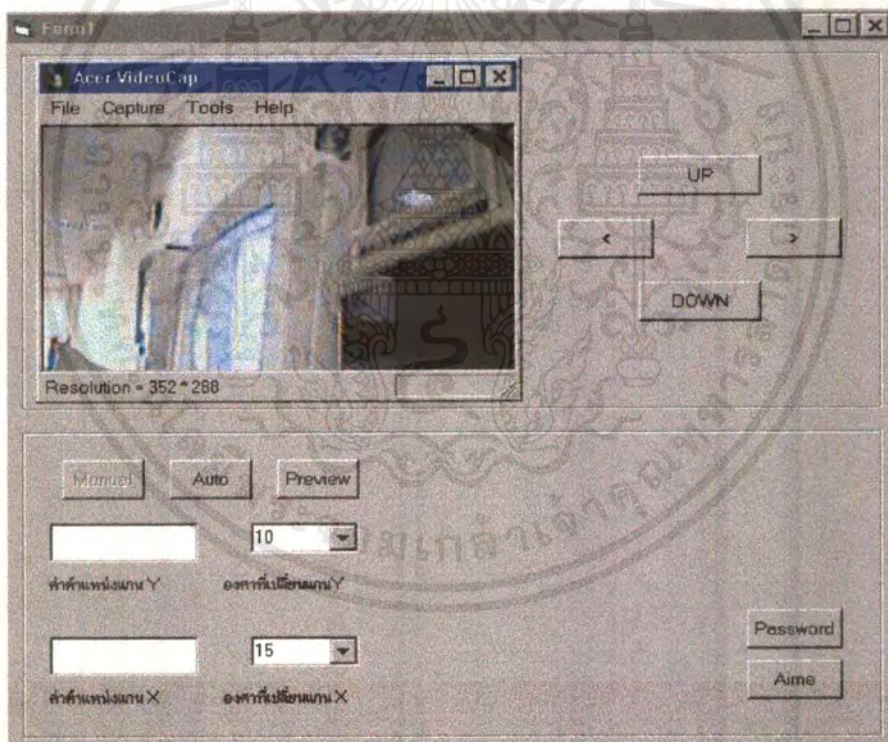 Form1
Acer VideoCap
File Capture Tools Help
Resolution = 352 * 288
UP
< >
DOWN
Manual Auto Preview
10
ค่าตำแหน่งแกน Y องศาที่เปลี่ยนแกน Y
15
ค่าตำแหน่งแกน X องศาที่เปลี่ยนแกน X
Password
Aime